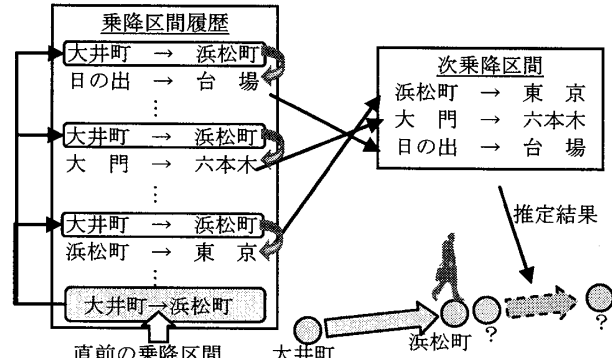 乗降区間履歴
大井町 → 浜松町
日の出 → 台 場
⋮
大井町 → 浜松町
大 門 → 六本木
⋮
大井町 → 浜松町
浜松町 → 東 京
⋮
大井町→浜松町
直前の乗降区間
次乗降区間
浜松町 → 東 京
大 門 → 六本木
日の出 → 台 場
推定結果
大井町
浜松町
?
?